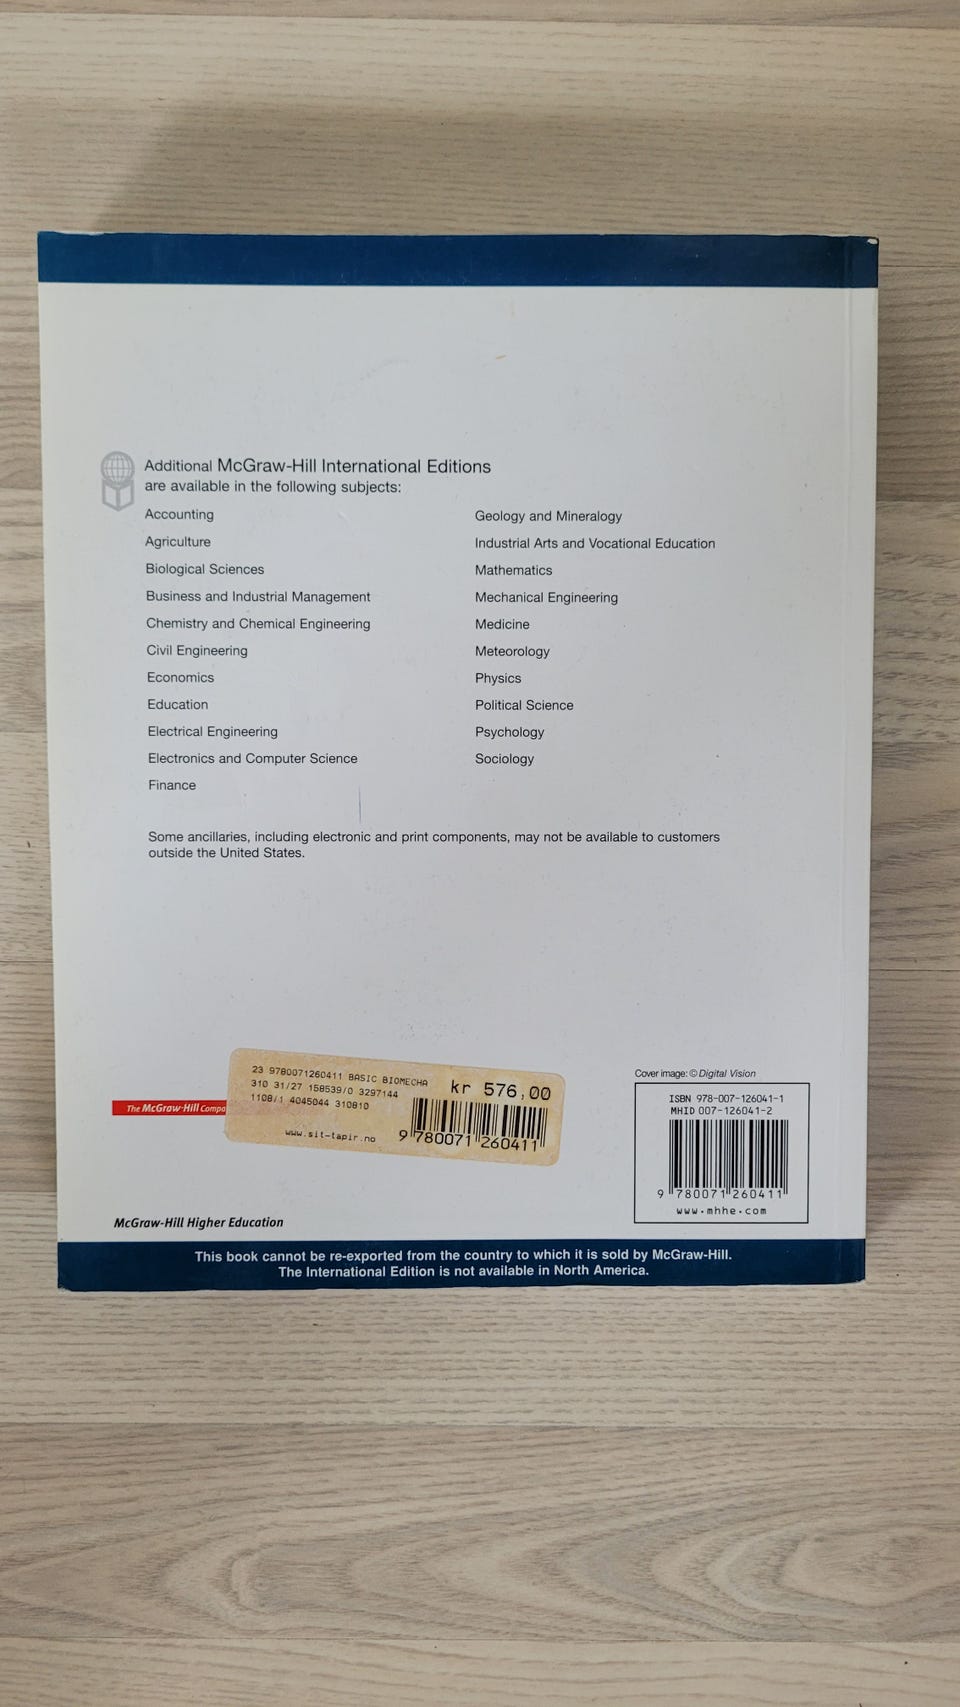 Additional McGraw-Hill International Editions
are available in the following subjects:
Accounting
Agriculture
Biological Sciences
Business and Industrial Management
Chemistry and Chemical Engineering
Civil Engineering
Economics
Education
Electrical Engineering
Electronics and Computer Science
Finance
Geology and Mineralogy
Industrial Arts and Vocational Education
Mathematics
Mechanical Engineering
Medicine
Meteorology
Physics
Political Science
Psychology
Sociology
Some ancillaries, including electronic and print components, may not be available to customers
outside the United States.
The McGraw-Hill Compa
23 9780071260411 BASIC BIOMECHA
310 31/27 158539/0 3297144
1108/1 4045044 310810
kr 576,00
www.sit-tapir.no
9 780071 260411
Cover image: © Digital Vision
ISBN 978-007-126041-1
MHID 007-126041-2
9 780071 260411
www.mhhe.com
McGraw-Hill Higher Education
This book cannot be re-exported from the country to which it is sold by McGraw-Hill.
The International Edition is not available in North America.